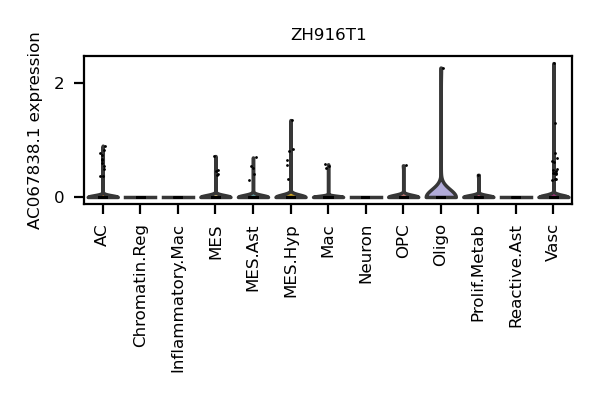 ZH916T1
AC067838.1 expression
2
0
AC
Chromatin.Reg
Inflammatory.Mac
MES
MES.Ast
MES.Hyp
Mac
Neuron
OPC
Oligo
Prolif.Metab
Reactive.Ast
Vasc